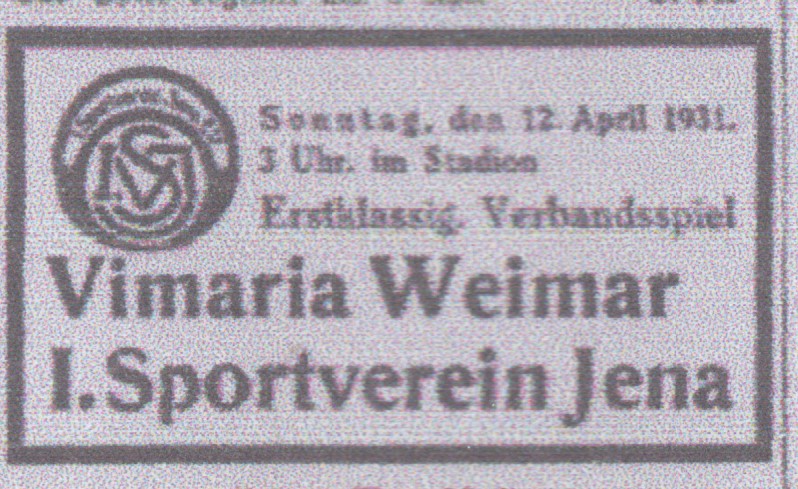 Sonntag, den 12. April 1931.
3 Uhr. im Stadion
Erstklassig. Verbandsspiel
Vimaria Weimar
I. Sportverein Jena